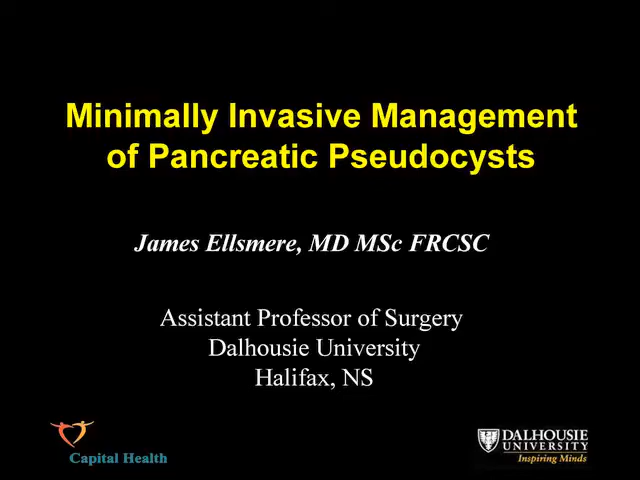 Minimally Invasive Management
of Pancreatic Pseudocysts
James Ellsmere, MD MSc FRCSC
Assistant Professor of Surgery
Dalhousie University
Halifax, NS
Capital Health
DALHOUSIE
UNIVERSITY
Inspiring Minds